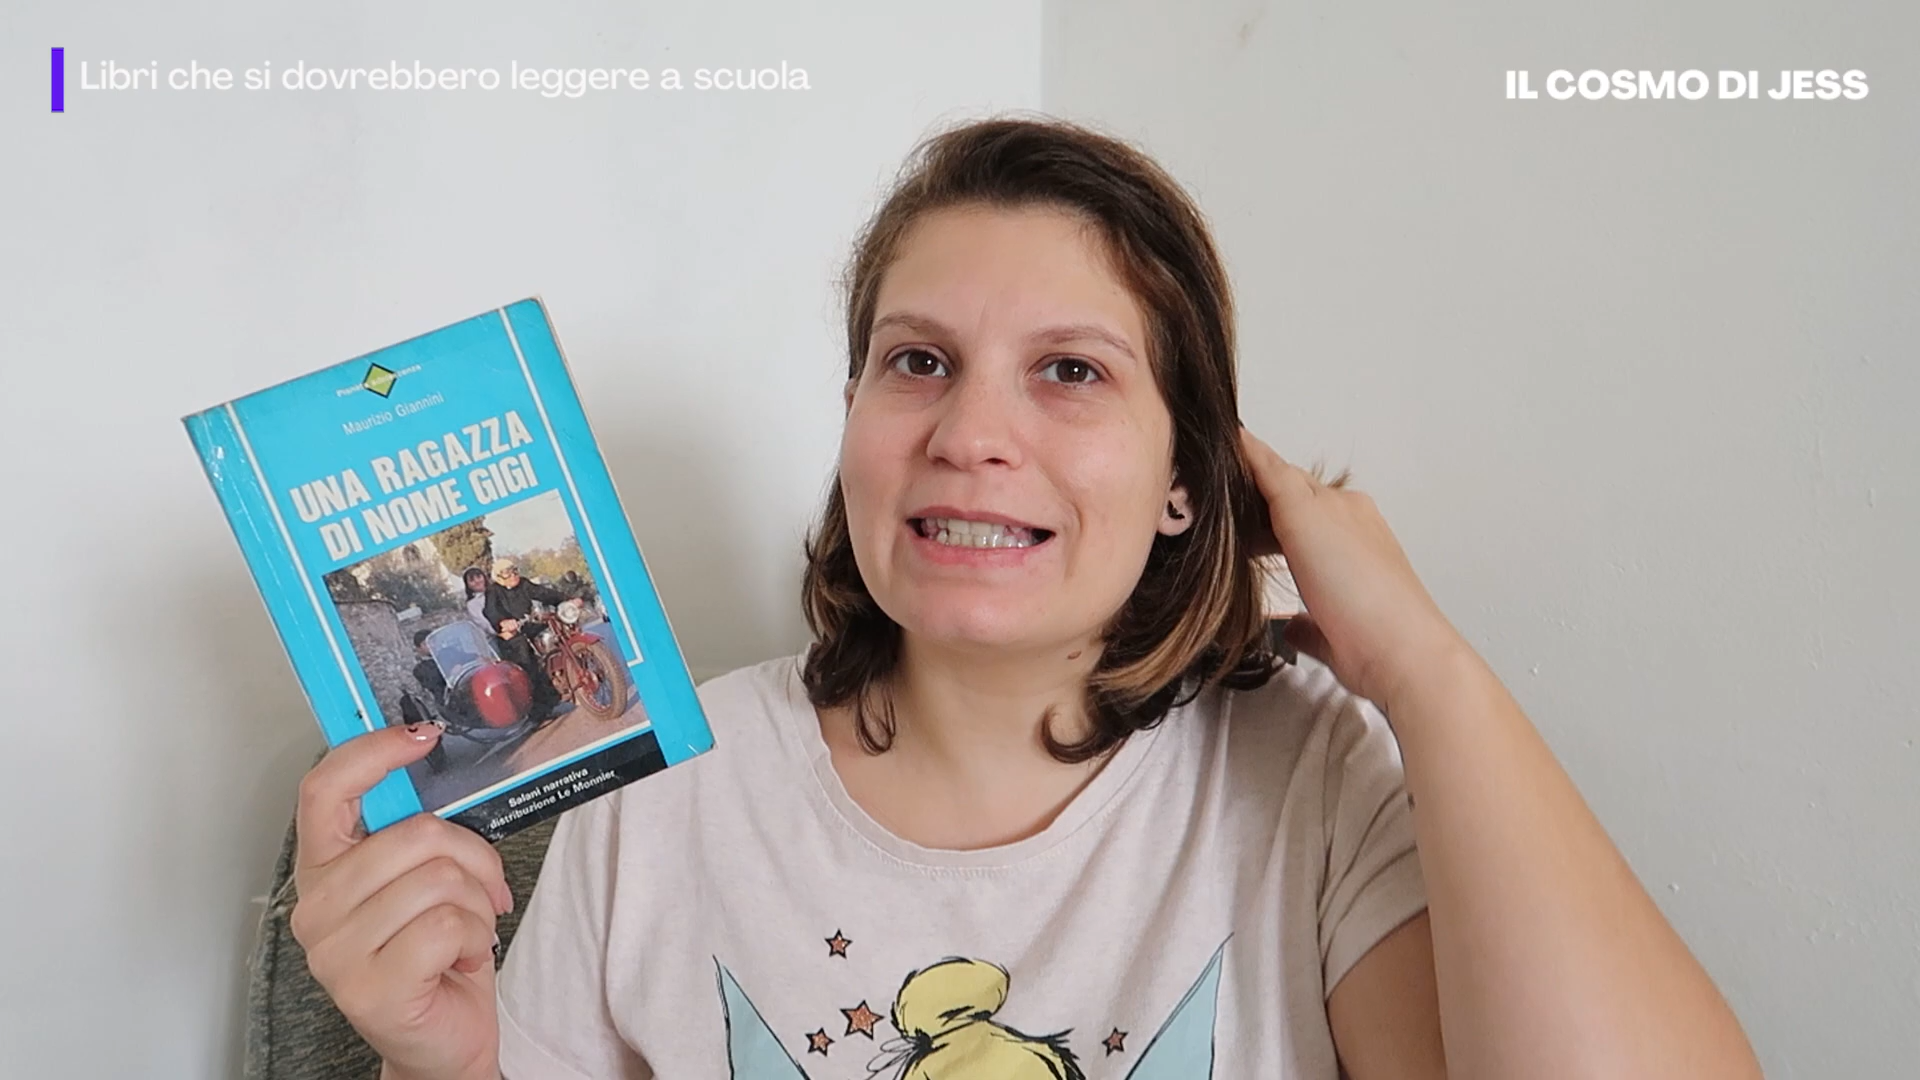 Libri che si dovrebbero leggere a scuola
IL COSMO DI JESS
Maurizio Giannini
UNA RAGAZZA
DI NOME GIGI
Salani narrativa
distribuzione Le Monnier